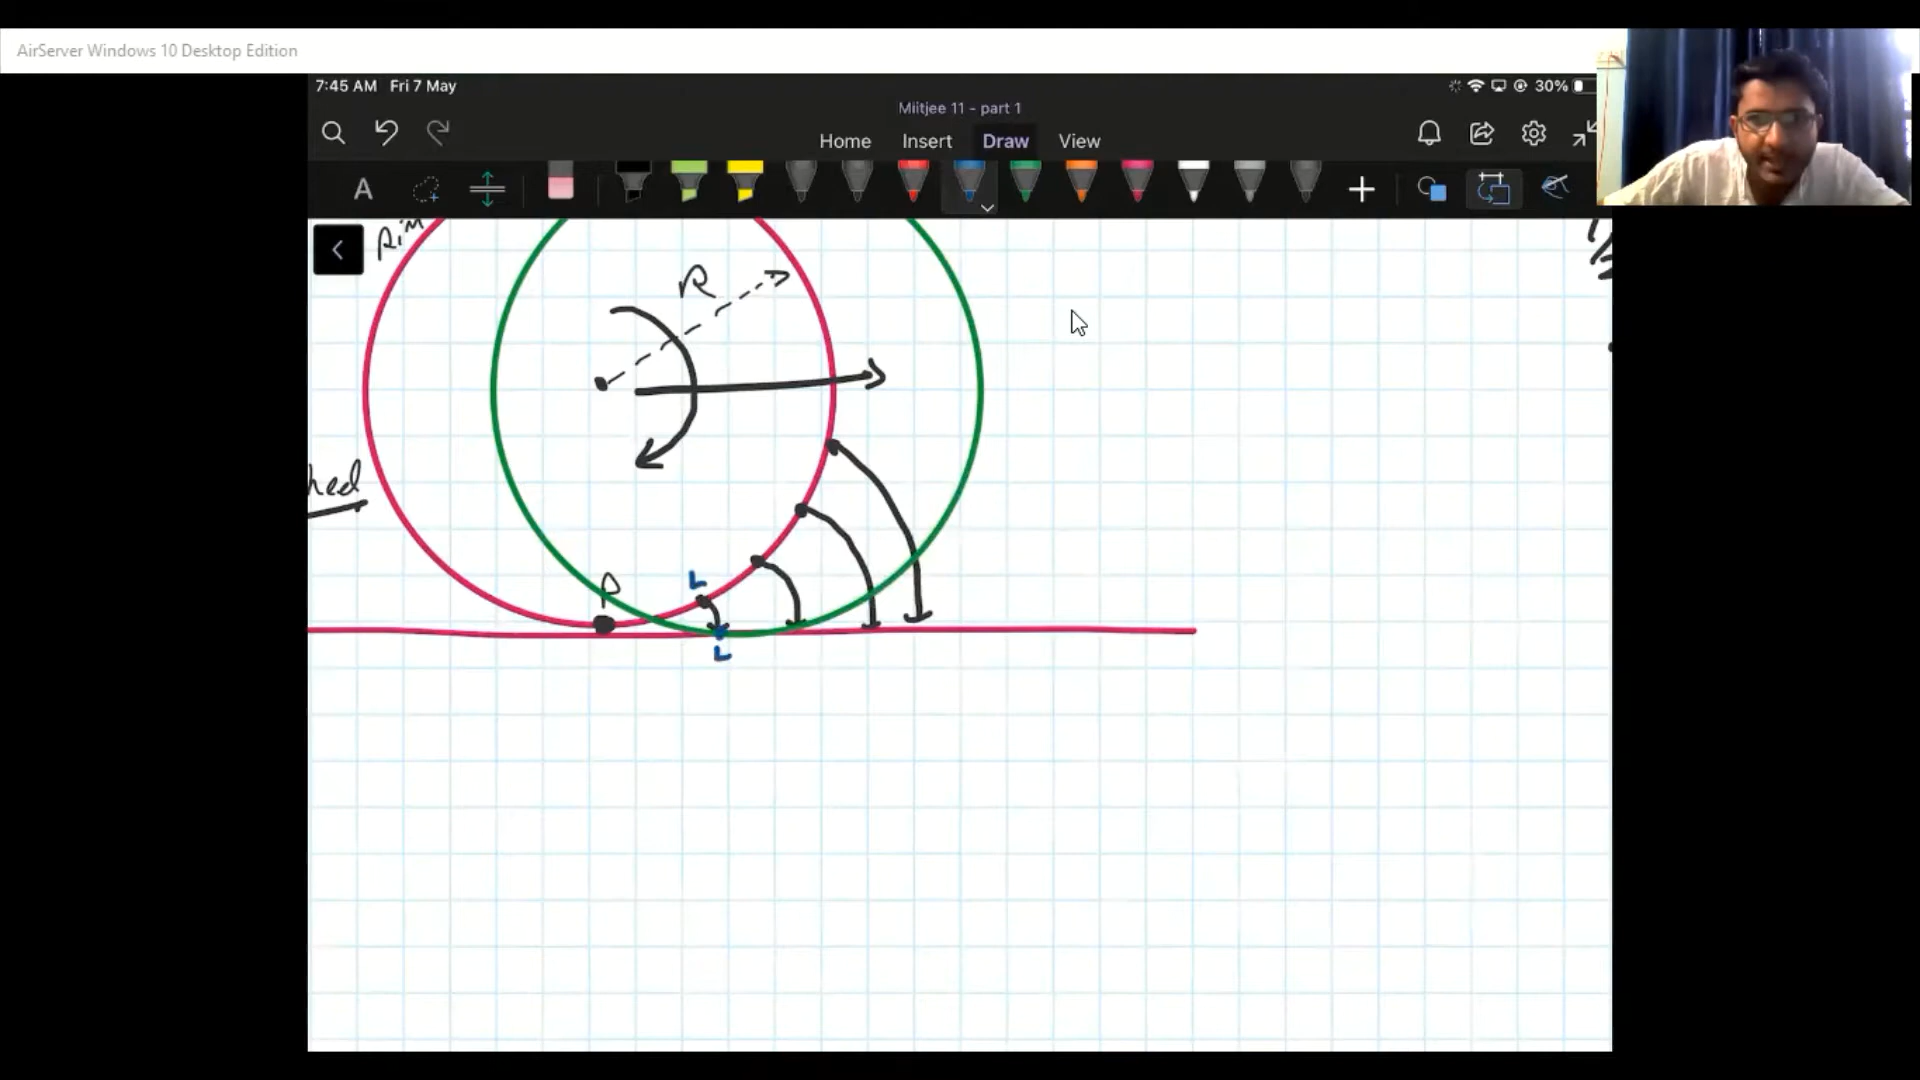 AirServer Windows 10 Desktop Edition
7:45 AM Fri 7 May
30%
Miitjee 11 - part 1
Home Insert Draw View
A
Rim
R
hed
P
L
L